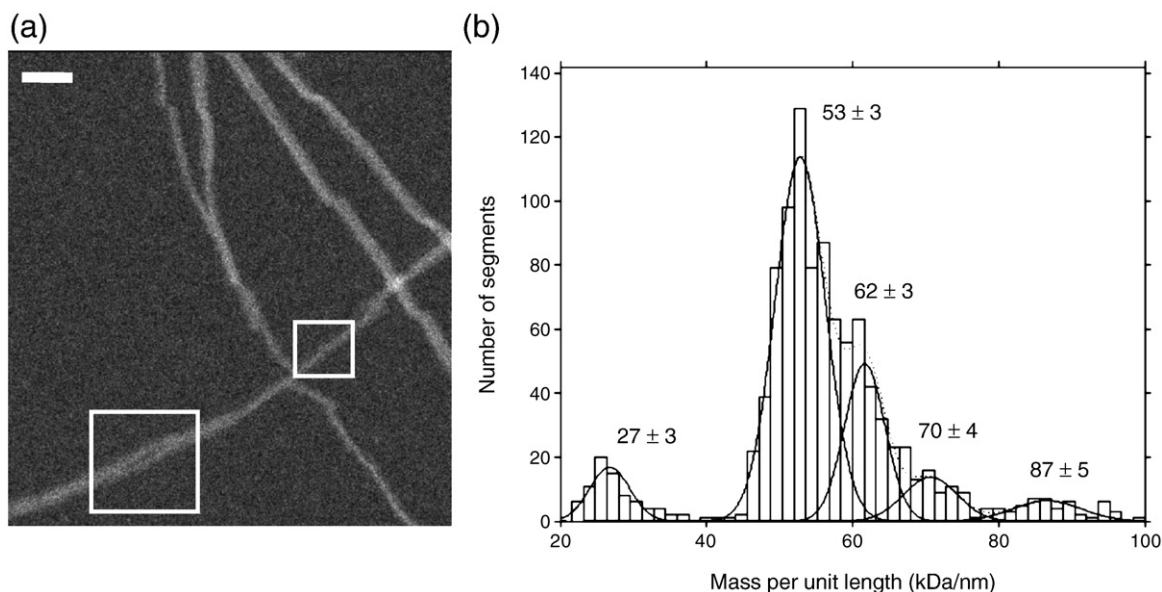 (a)
(b)
140
120
100
80
60
40
20
0
Number of segments
53 ± 3
62 ± 3
27 ± 3
70 ± 4
87 ± 5
20 40 60 80 100
Mass per unit length (kDa/nm)